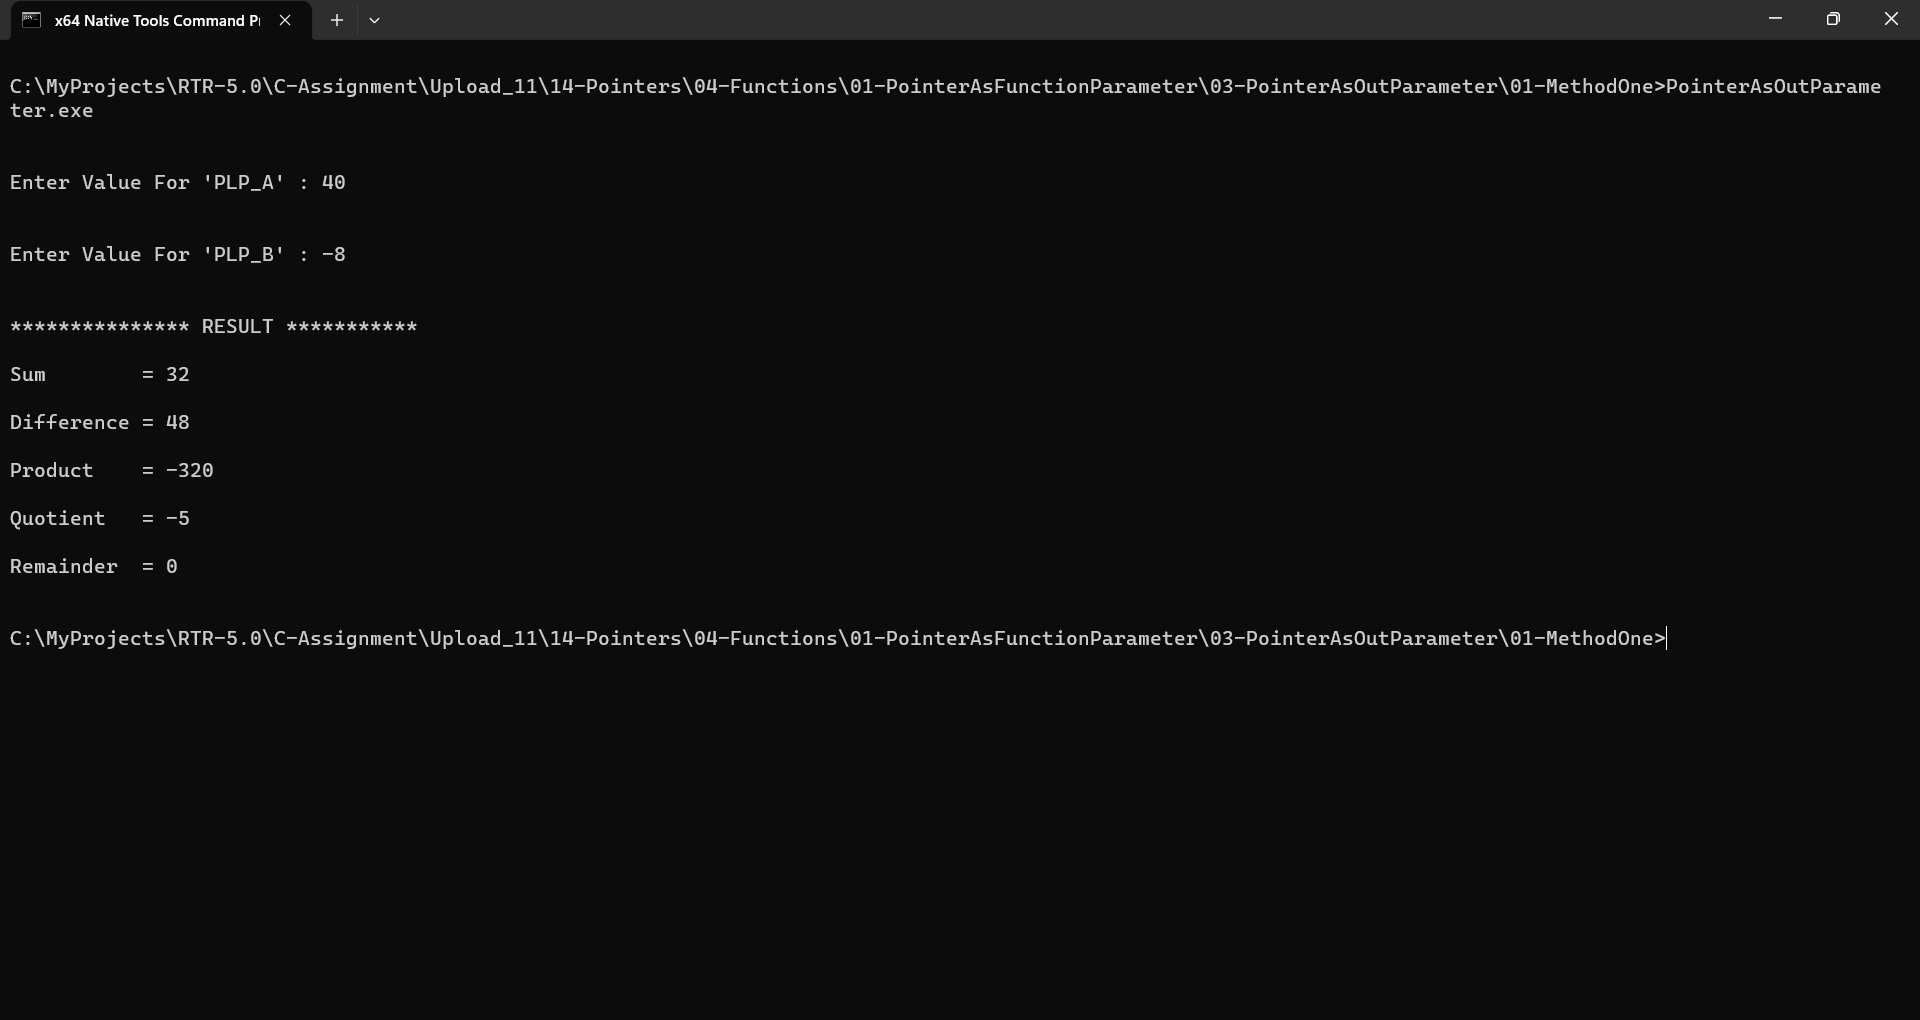 x64 Native Tools Command P
C:\MyProjects\RTR-5.0\C-Assignment\Upload_11\14-Pointers\04-Functions\01-PointerAsFunctionParameter\03-PointerAsOutParameter\01-MethodOne>PointerAsOutParame
ter.exe
Enter Value For 'PLP_A' : 40
Enter Value For 'PLP_B' : -8
*************** RESULT ***********
Sum        = 32
Difference = 48
Product    = -320
Quotient   = -5
Remainder  = 0
C:\MyProjects\RTR-5.0\C-Assignment\Upload_11\14-Pointers\04-Functions\01-PointerAsFunctionParameter\03-PointerAsOutParameter\01-MethodOne>